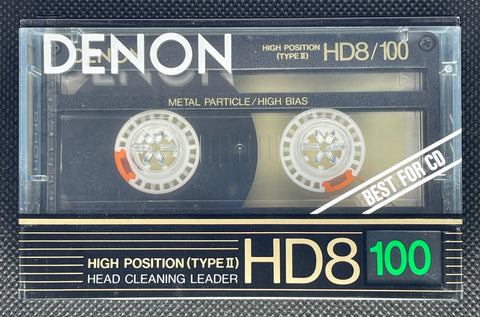 DENON
HIGH POSITION
(TYPE II)
HD8/100
DENON
METAL PARTICLE/HIGH BIAS
BEST FOR CD
HIGH POSITION (TYPE II)
HEAD CLEANING LEADER
HD8
100